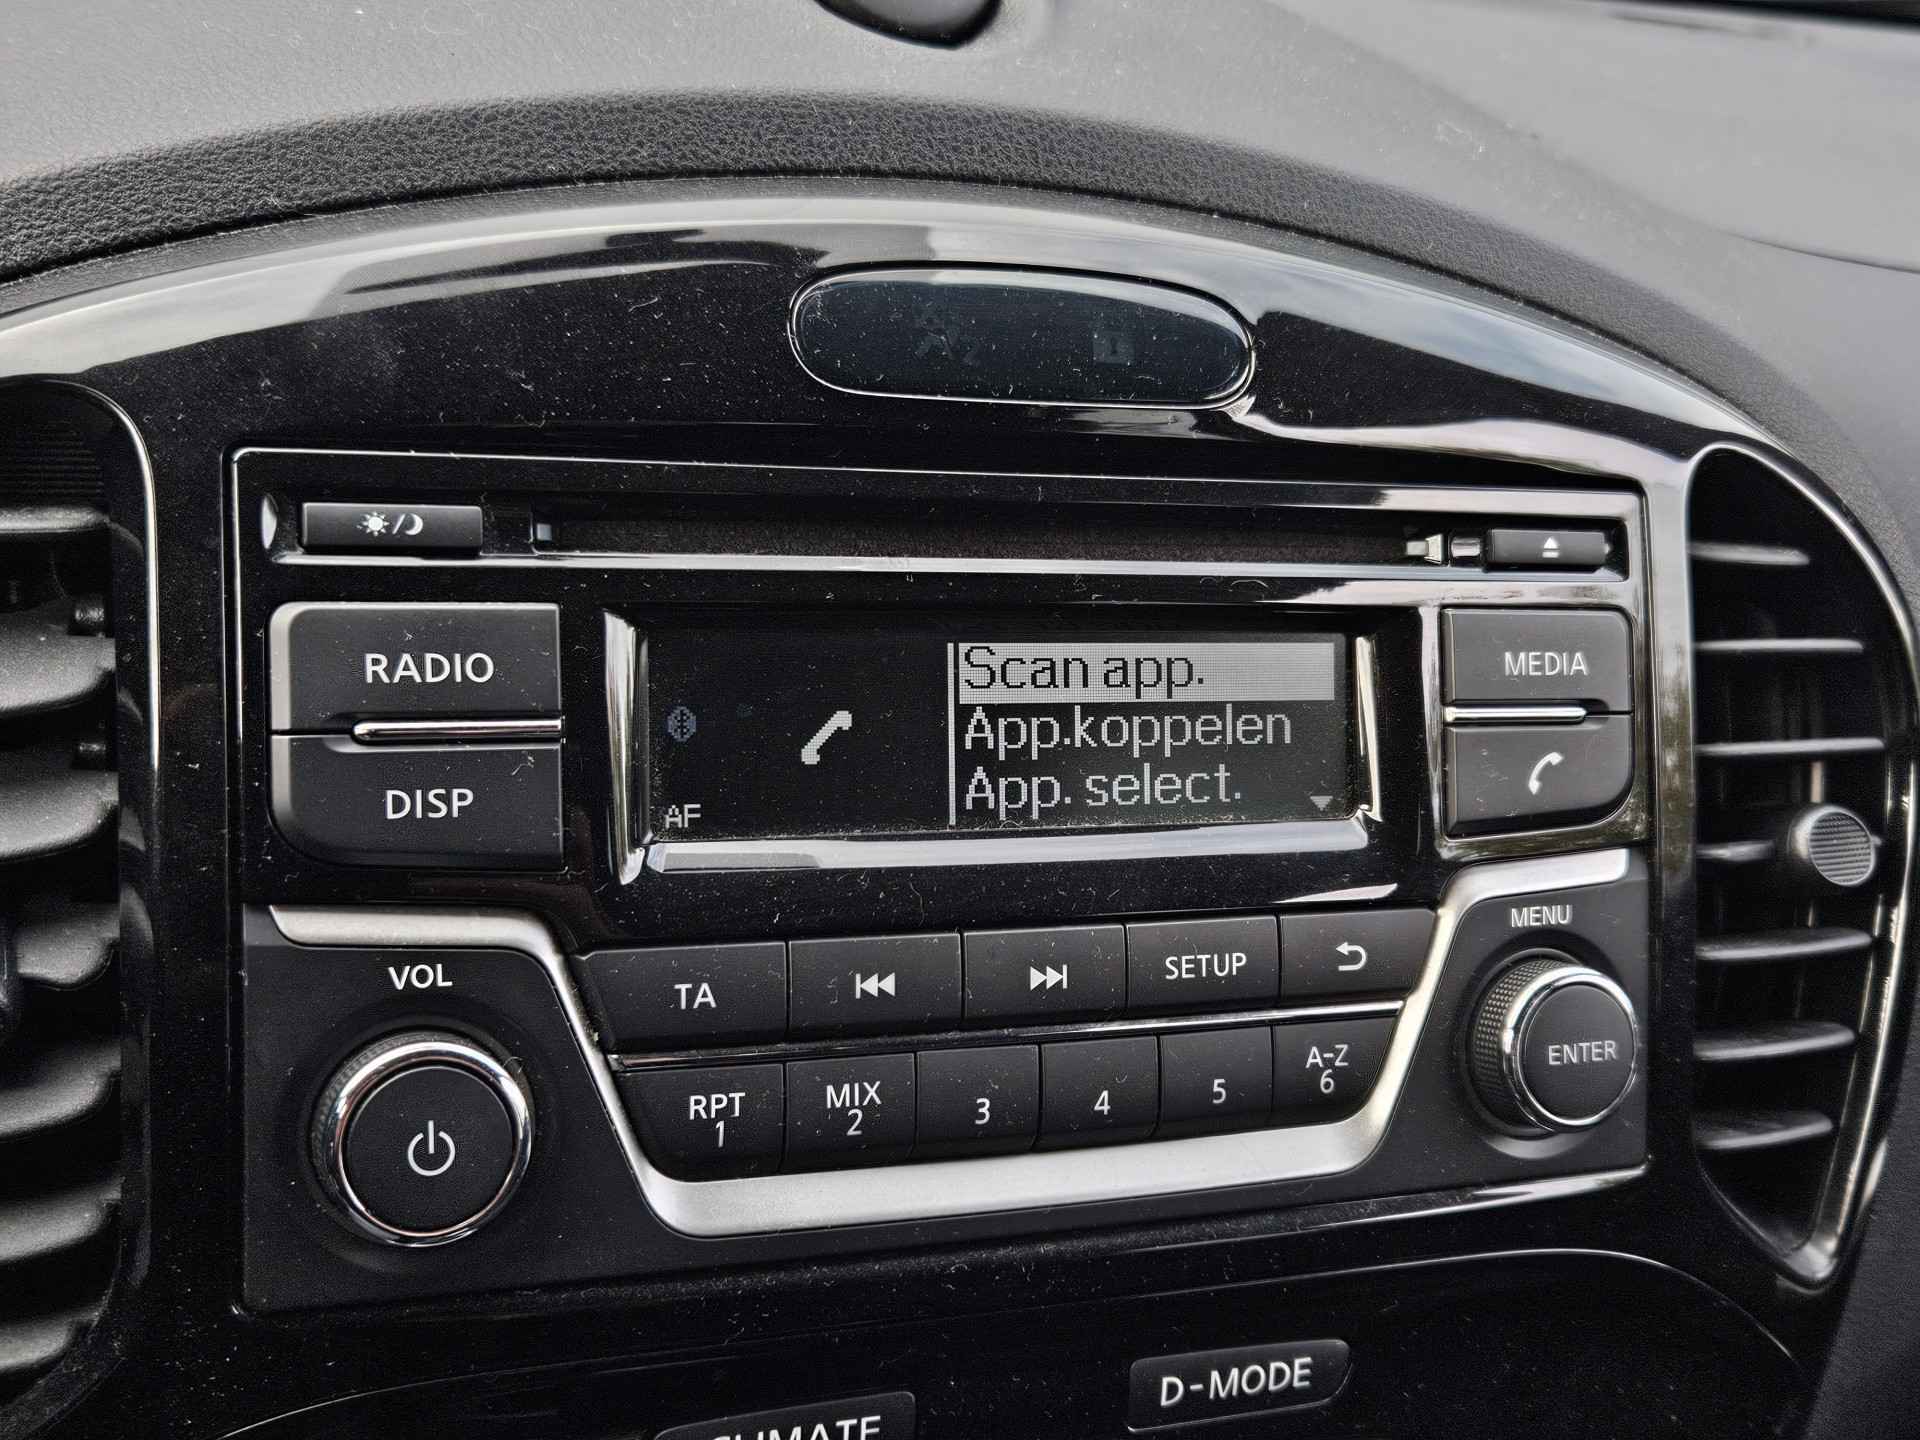 RADIO
DISP
AF
Scan app.
App.koppelen
App. select.
MEDIA
VOL
TA
SETUP
MENU
ENTER
RPT
1
MIX
2
3
4
5
A-Z
6
D-MODE